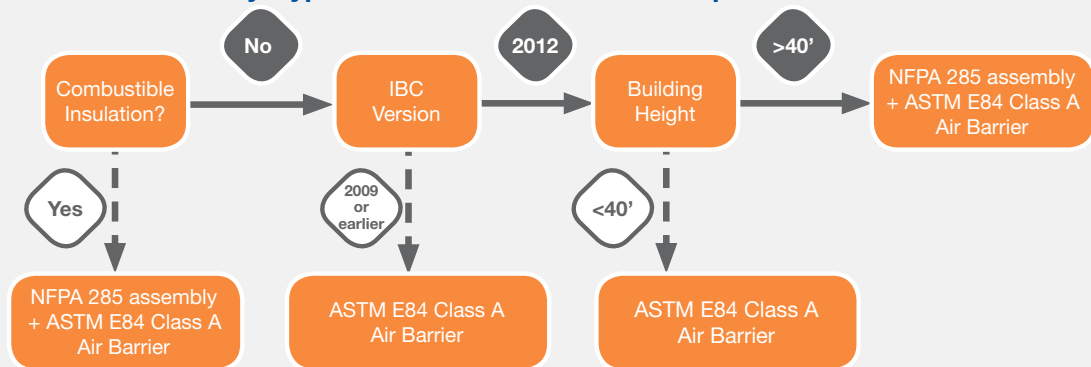 No
2012
>40’
Combustible
Insulation?
IBC
Version
Building
Height
NFPA 285 assembly
+ ASTM E84 Class A
Air Barrier
Yes
2009
or
earlier
<40’
NFPA 285 assembly
+ ASTM E84 Class A
Air Barrier
ASTM E84 Class A
Air Barrier
ASTM E84 Class A
Air Barrier